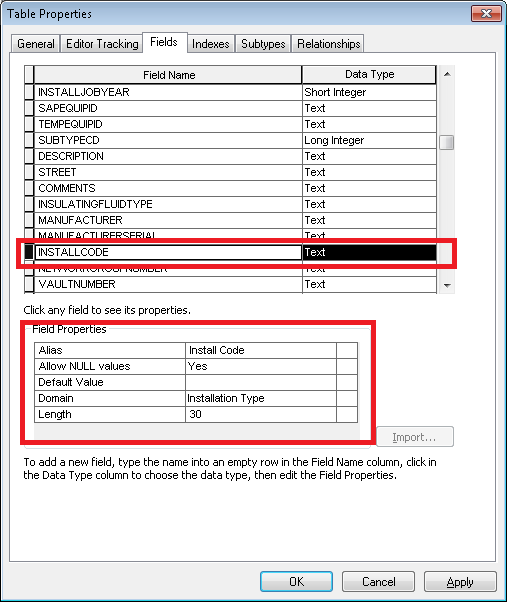 Table Properties
General Editor Tracking Fields Indexes Subtypes Relationships
Field Name Data Type
INSTALLJOBYEAR Short Integer
SAPEQUIPID Text
TEMPEQUIPID Text
SUBTYPECD Long Integer
DESCRIPTION Text
STREET Text
COMMENTS Text
INSULATINGFLUIDTYPE Text
MANUFACTURER Text
MANUFACTURERSERIAL Text
INSTALLCODE Text
NETWORKGROUPNUMBER Text
VAULTNUMBER Text
Click any field to see its properties.
Field Properties
Alias Install Code
Allow NULL values Yes
Default Value
Domain Installation Type
Length 30
Import...
To add a new field, type the name into an empty row in the Field Name column, click in
the Data Type column to choose the data type, then edit the Field Properties.
OK Cancel Apply